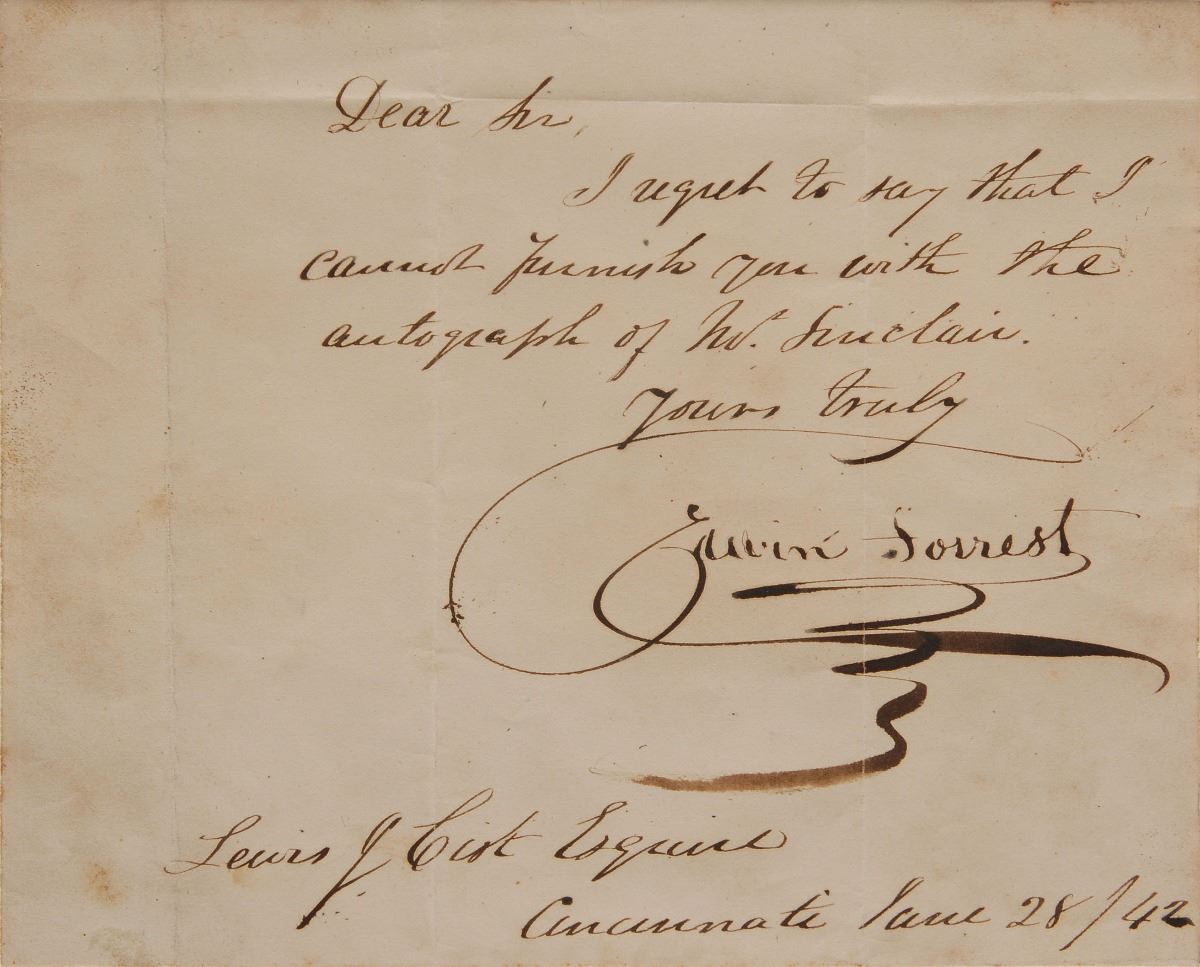 Dear Sir,
I regret to say that I
cannot furnish you with the
autograph of Mr. Sinclair.
Yours truly
Edwin Forrest
Lewis J Cist Esquire
Cincinnati June 28/42